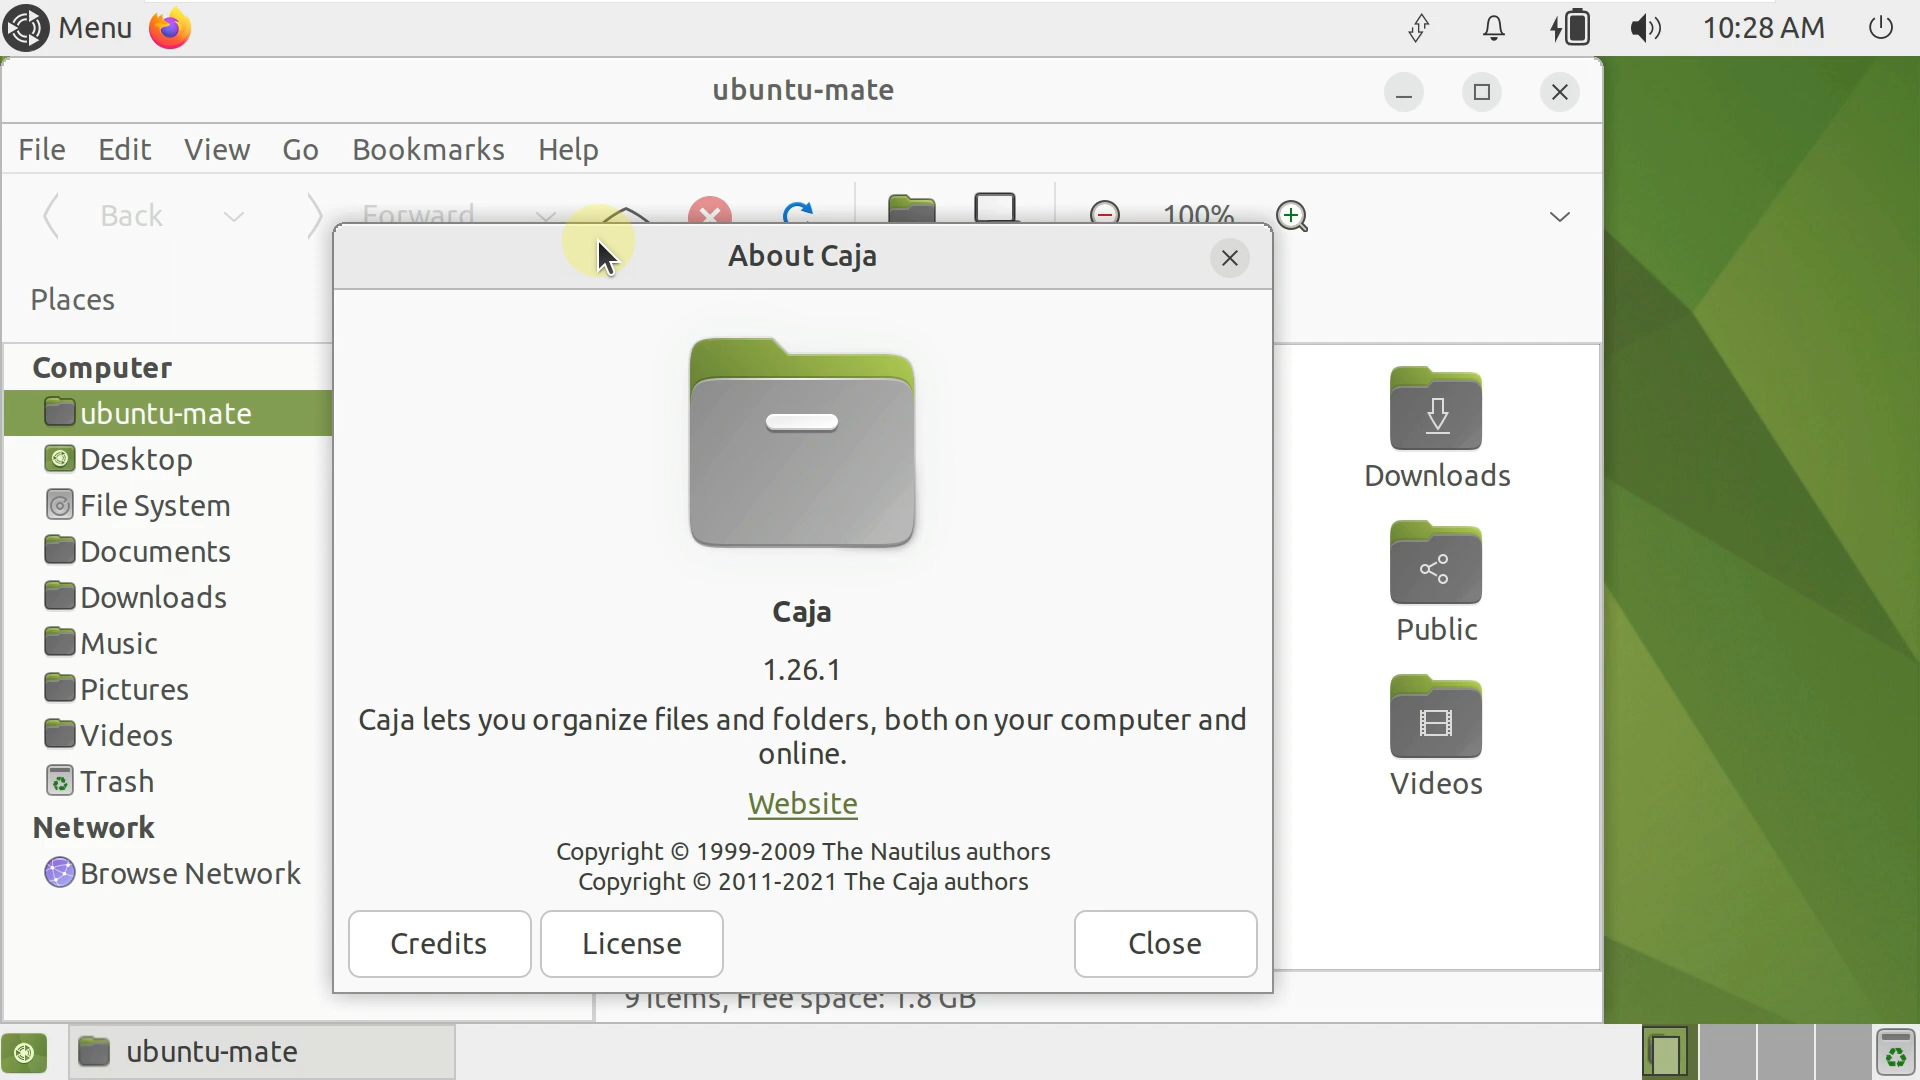 Menu
10:28 AM
ubuntu-mate
File Edit View Go Bookmarks Help
Back Forward 100%
About Caja
Places
Computer
ubuntu-mate
Desktop
File System
Documents
Downloads
Music
Pictures
Videos
Trash
Network
Browse Network
Caja
1.26.1
Caja lets you organize files and folders, both on your computer and
online.
Website
Copyright © 1999-2009 The Nautilus authors
Copyright © 2011-2021 The Caja authors
Credits License Close
Downloads
Public
Videos
9 items, Free space: 1.8 GB
ubuntu-mate